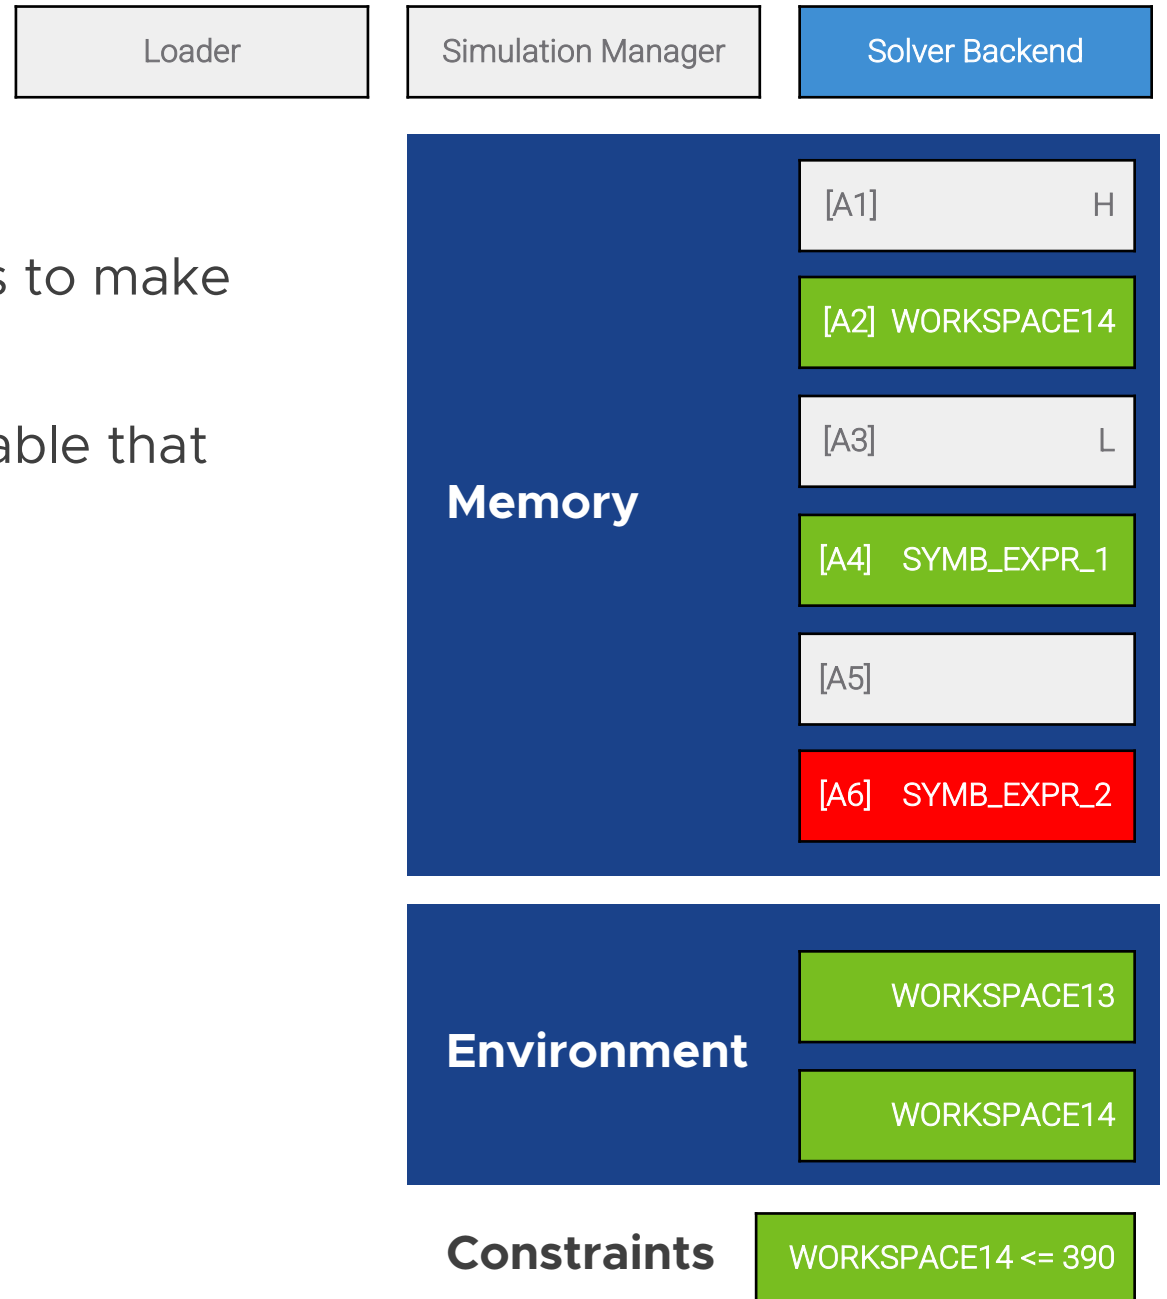 Loader
Simulation Manager
Solver Backend
to make
able that
Memory
[A1] H
[A2] WORKSPACE14
[A3] L
[A4] SYMB_EXPR_1
[A5]
[A6] SYMB_EXPR_2
Environment
WORKSPACE13
WORKSPACE14
Constraints
WORKSPACE14 <= 390